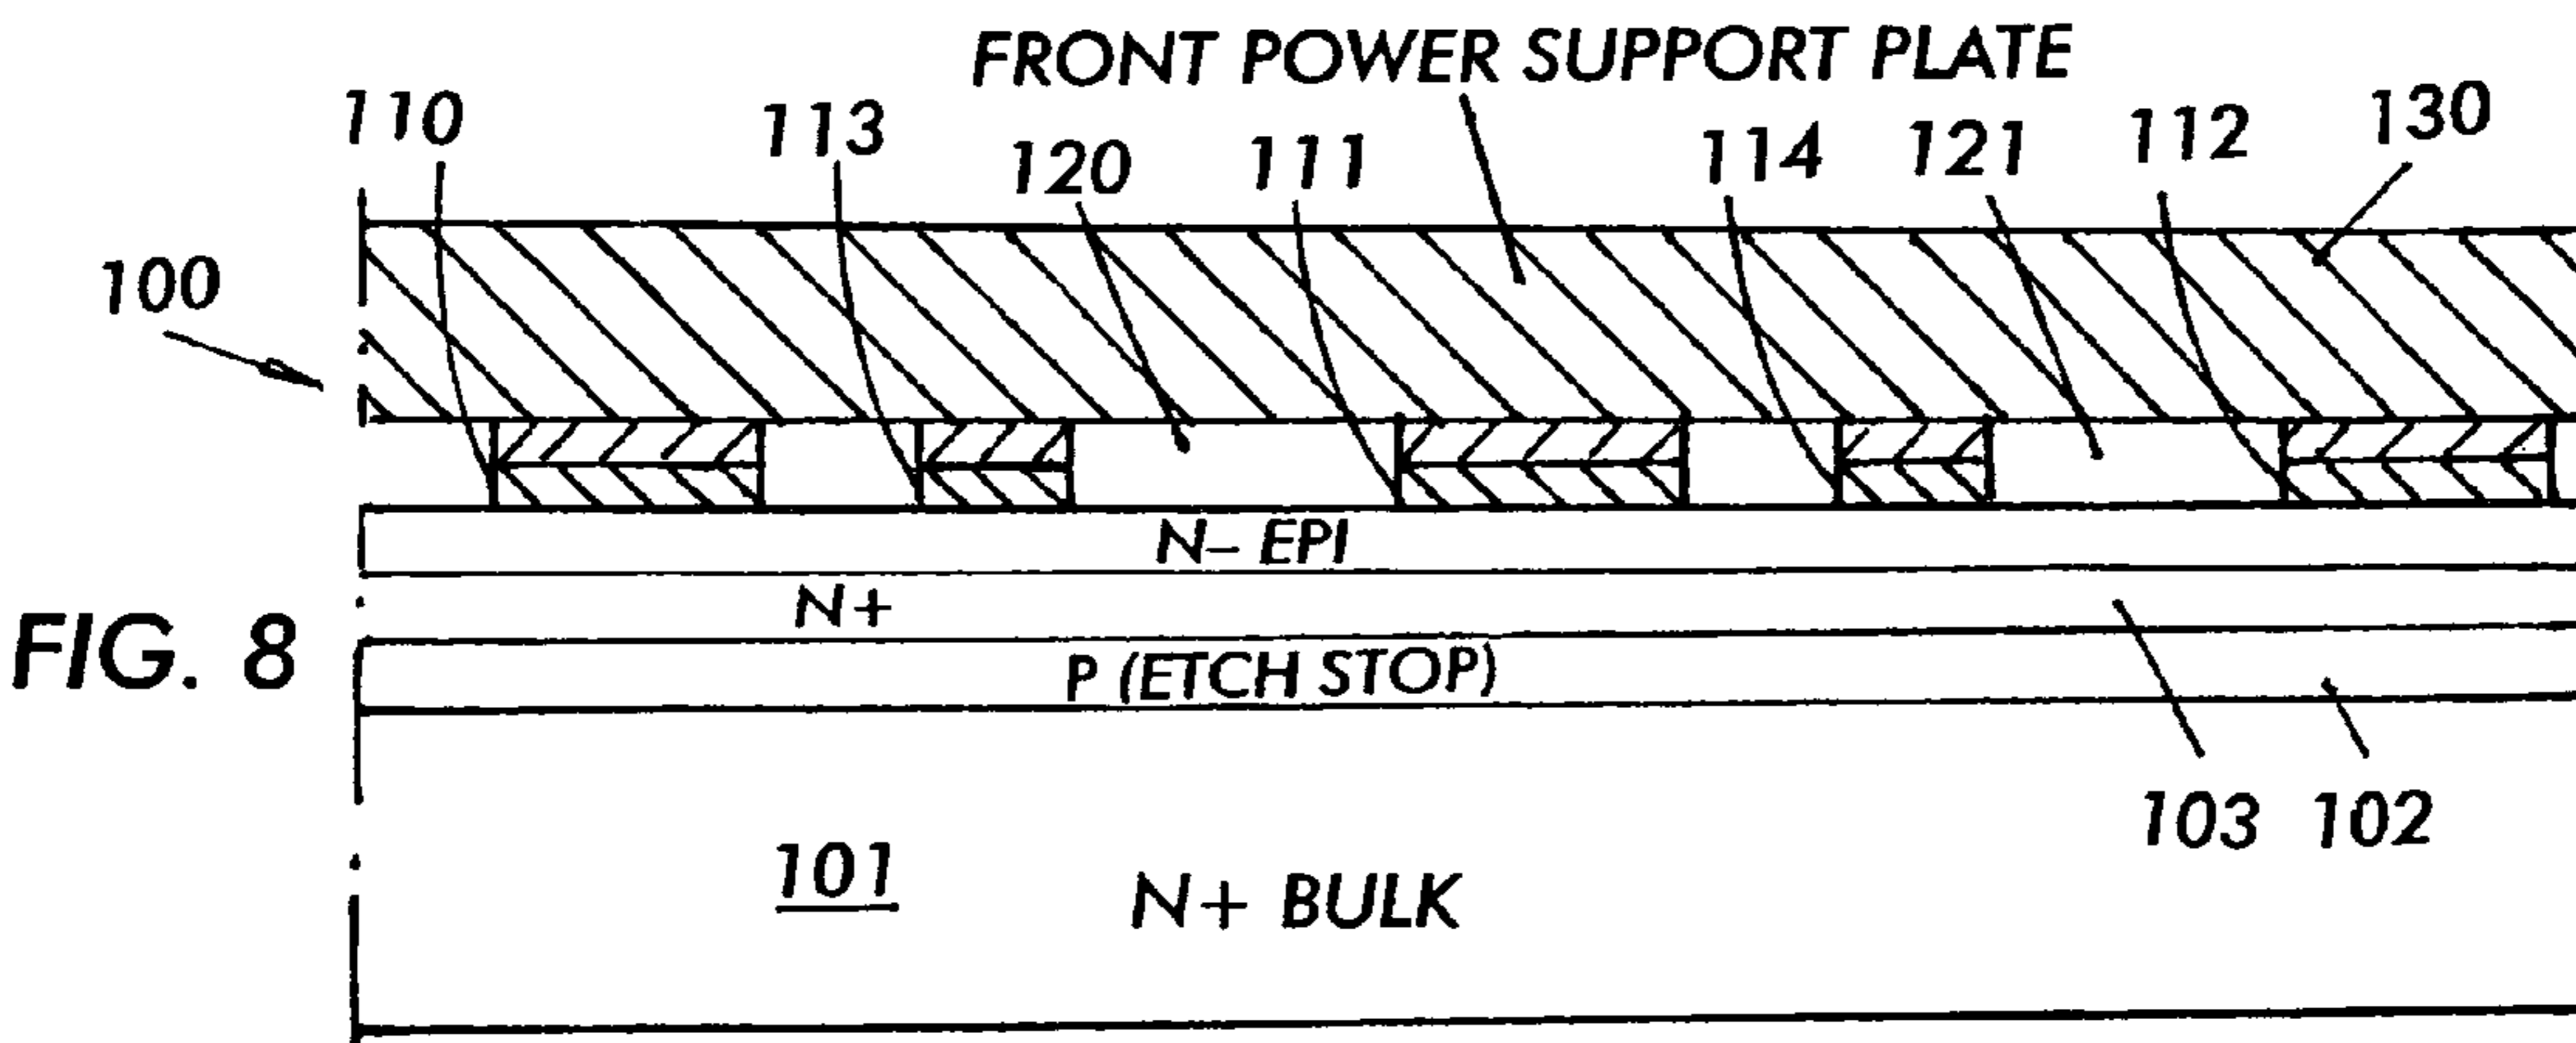 FRONT POWER SUPPORT PLATE
110
113
120
111
114
121
112
130
100
N- EPI
N+
FIG. 8
P (ETCH STOP)
103
102
101
N+ BULK